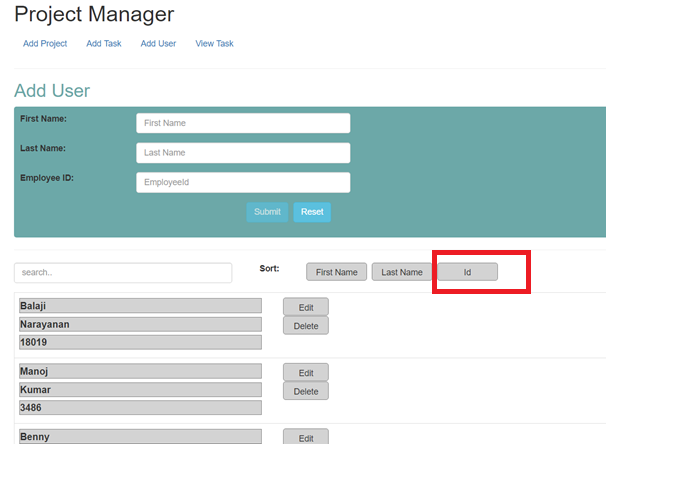 Project Manager
Add Project Add Task Add User View Task
Add User
First Name: First Name
Last Name: Last Name
Employee ID: EmployeeId
Submit Reset
search.. Sort: First Name Last Name Id
Balaji Edit
Narayanan Delete
18019
Manoj Edit
Kumar Delete
3486
Benny Edit